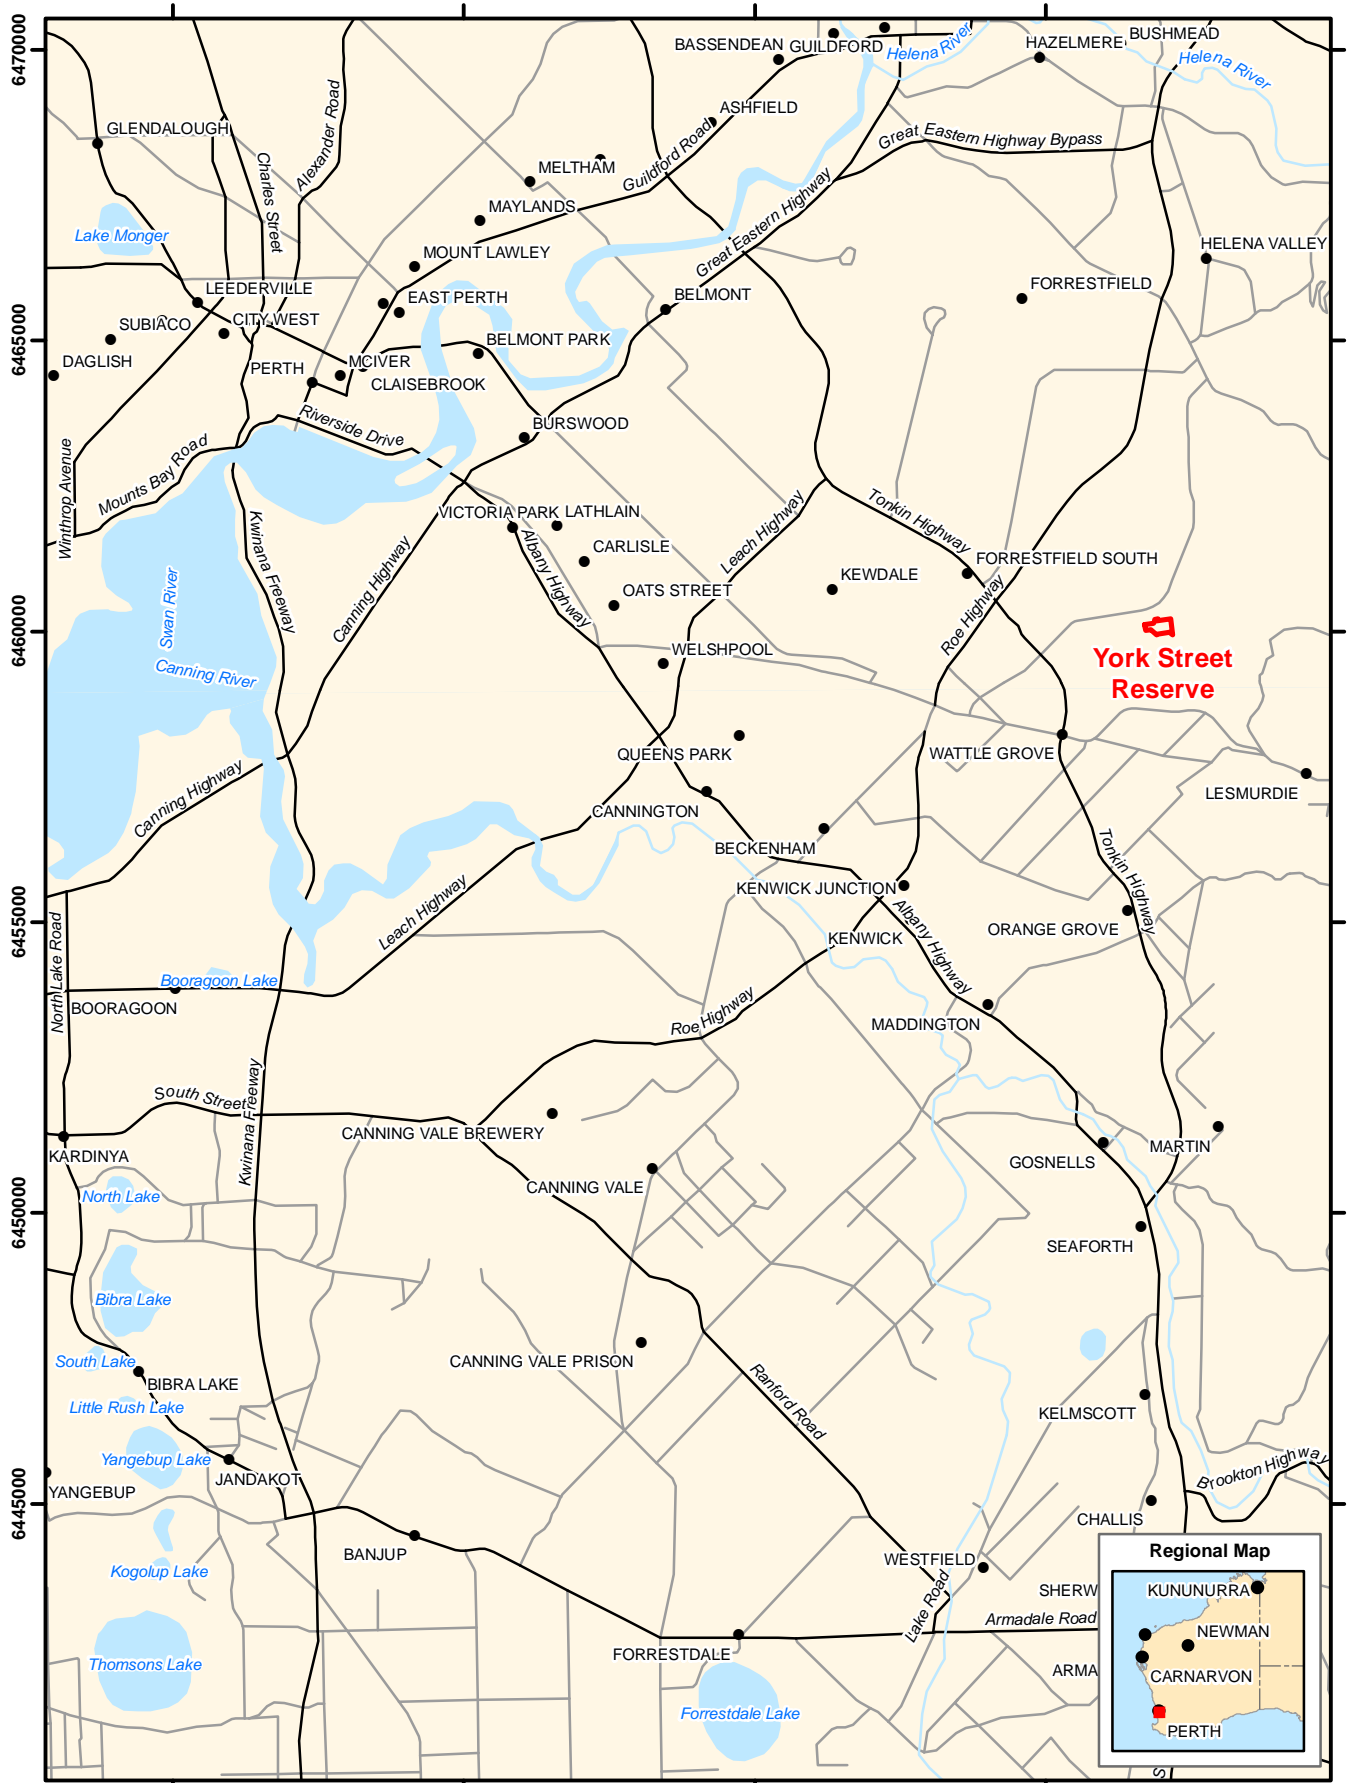 BASSENDEAN
GUILDFORD
Helena River
HAZELMERE
BUSHMEAD
Helena River
6470000
GLENDALOUGH
Alexander Road
ASHFIELD
Guildford Road
Great Eastern Highway Bypass
Charles Street
MELTHAM
MAYLANDS
Great Eastern Highway
Lake Monger
MOUNT LAWLEY
HELENA VALLEY
LEEDERVILLE
EAST PERTH
BELMONT
FORRESTFIELD
SUBIACO
CITY WEST
6465000
DAGLISH
PERTH
MCIVER
BELMONT PARK
CLAISEBROOK
Riverside Drive
BURSWOOD
Winthrop Avenue
Mounts Bay Road
Kwinana Freeway
Canning Highway
VICTORIA PARK
LATHLAIN
Albany Highway
CARLISLE
Leach Highway
Tonkin Highway
OATS STREET
KEWDALE
FORRESTFIELD SOUTH
Roe Highway
Swan River
Canning River
6460000
WELSHPOOL
York Street
Reserve
QUEENS PARK
WATTLE GROVE
LESMURDIE
Canning Highway
CANNINGTON
BECKENHAM
Tonkin Highway
KENWICK JUNCTION
Leach Highway
Albany Highway
KENWICK
ORANGE GROVE
6455000
North Lake Road
Booragoon Lake
BOORAGOON
Roe Highway
MADDINGTON
South Street
Kwinana Freeway
CANNING VALE BREWERY
KARDINYA
GOSNELLS
MARTIN
North Lake
CANNING VALE
6450000
SEAFORTH
Bibra Lake
South Lake
CANNING VALE PRISON
BIBRA LAKE
Little Rush Lake
Ranford Road
KELMSCOTT
Yangebup Lake
JANDAKOT
YANGEBUP
Brookton Highway
6445000
CHALLIS
BANJUP
WESTFIELD
Kogolup Lake
Lake Road
SHERW
Armadale Road
FORRESTDALE
Thomsons Lake
ARMA
Forrestdale Lake
Regional Map
KUNUNURRA
NEWMAN
CARNARVON
PERTH
S